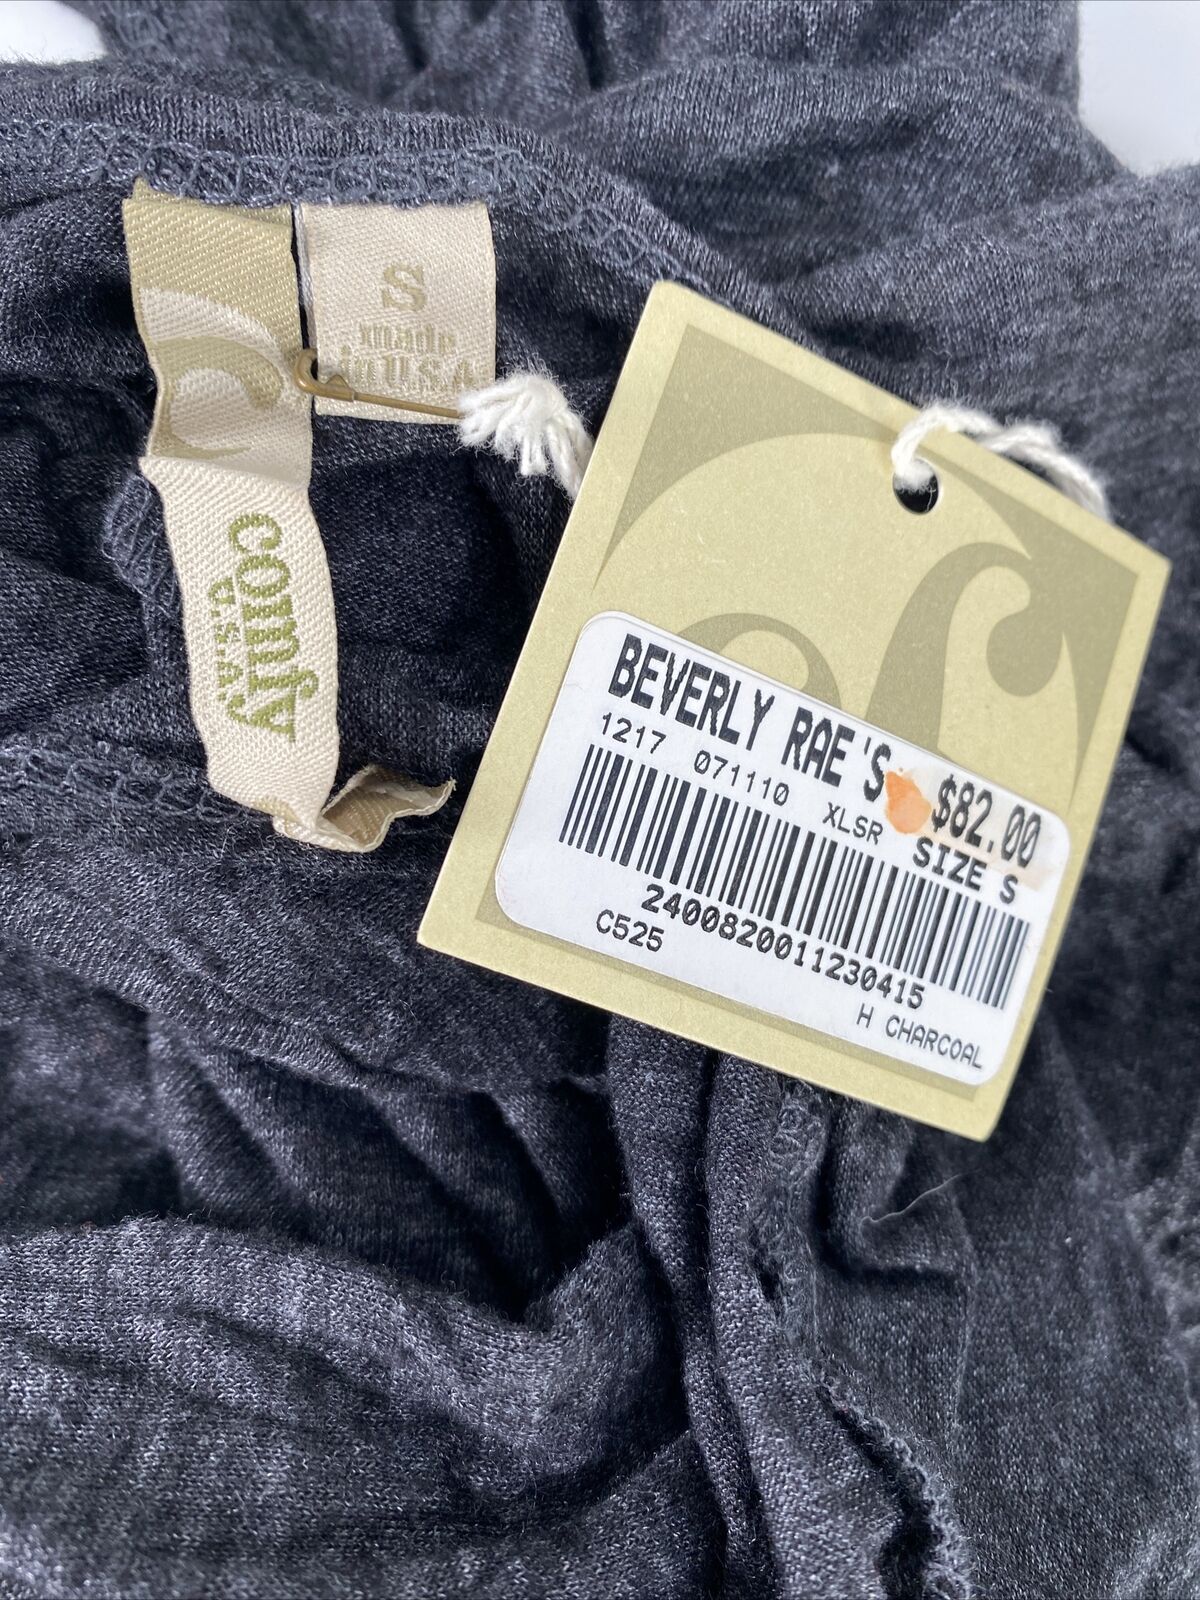 S
made
in U.S.A.
comfy
U.S.A.
BEVERLY RAE'S $82.00
1217 071110 XLSR SIZE S
2400820011230415
C525
H CHARCOAL